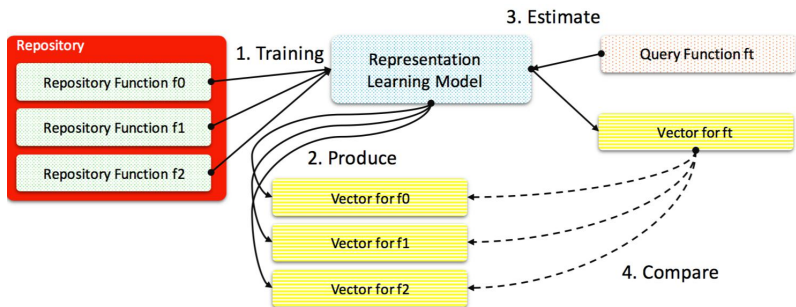 3. Estimate
Repository
1. Training
Representation
Learning Model
Query Function ft
Repository Function f0
Repository Function f1
Vector for ft
Repository Function f2
2. Produce
Vector for f0
Vector for f1
4. Compare
Vector for f2